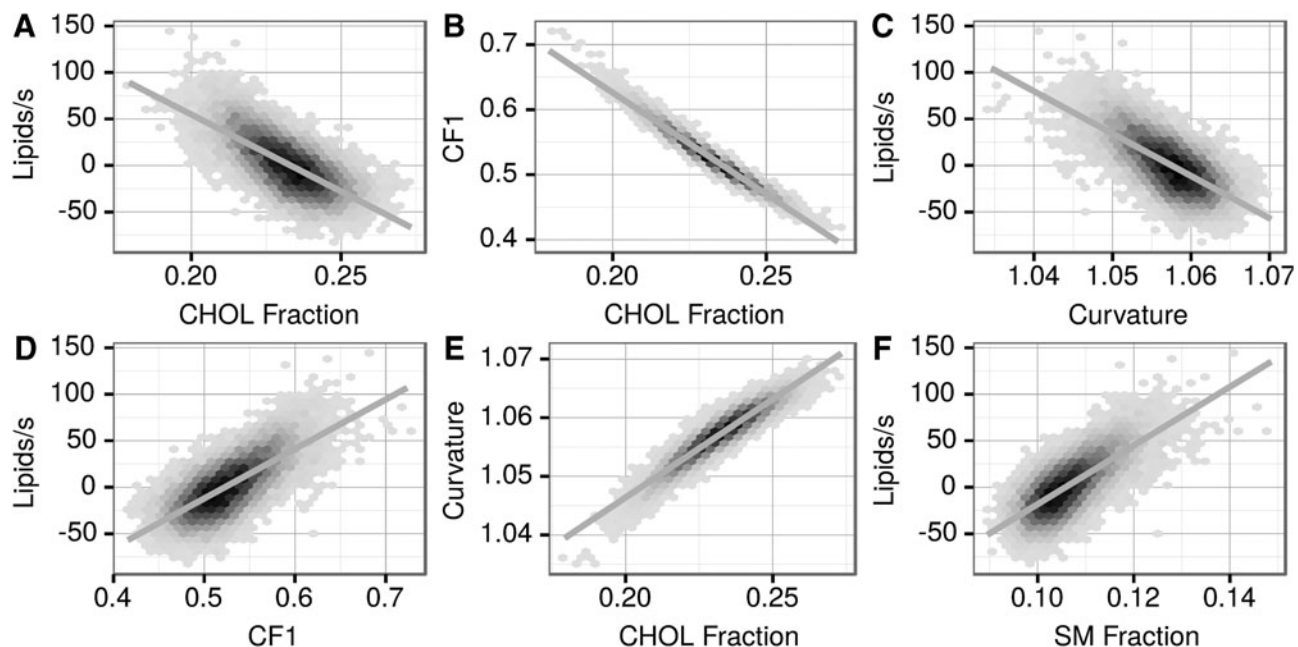 A
150
100
50
0
-50
Lipids/s
0.20 0.25
CHOL Fraction
B
0.7
0.6
0.5
0.4
CF1
0.20 0.25
CHOL Fraction
C
150
100
50
0
-50
Lipids/s
1.04 1.05 1.06 1.07
Curvature
D
150
100
50
0
-50
Lipids/s
0.4 0.5 0.6 0.7
CF1
E
1.07
1.06
1.05
1.04
Curvature
0.20 0.25
CHOL Fraction
F
150
100
50
0
-50
Lipids/s
0.10 0.12 0.14
SM Fraction